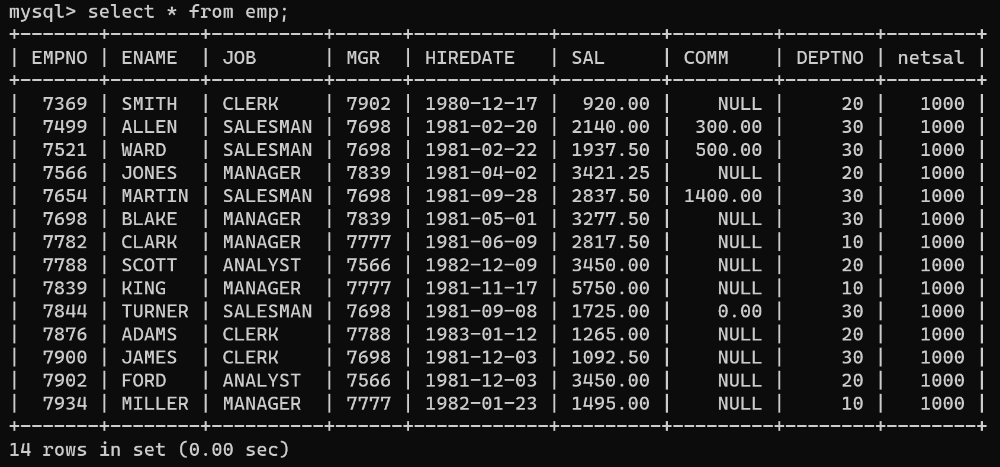 mysql> select * from emp;
+-------+--------+----------+------+------------+---------+---------+--------+--------+
| EMPNO | ENAME  | JOB      | MGR  | HIREDATE   | SAL     | COMM    | DEPTNO | netsal |
+-------+--------+----------+------+------------+---------+---------+--------+--------+
|  7369 | SMITH  | CLERK    | 7902 | 1980-12-17 |  920.00 |    NULL |     20 |   1000 |
|  7499 | ALLEN  | SALESMAN | 7698 | 1981-02-20 | 2140.00 |  300.00 |     30 |   1000 |
|  7521 | WARD   | SALESMAN | 7698 | 1981-02-22 | 1937.50 |  500.00 |     30 |   1000 |
|  7566 | JONES  | MANAGER  | 7839 | 1981-04-02 | 3421.25 |    NULL |     20 |   1000 |
|  7654 | MARTIN | SALESMAN | 7698 | 1981-09-28 | 2837.50 | 1400.00 |     30 |   1000 |
|  7698 | BLAKE  | MANAGER  | 7839 | 1981-05-01 | 3277.50 |    NULL |     30 |   1000 |
|  7782 | CLARK  | MANAGER  | 7777 | 1981-06-09 | 2817.50 |    NULL |     10 |   1000 |
|  7788 | SCOTT  | ANALYST  | 7566 | 1982-12-09 | 3450.00 |    NULL |     20 |   1000 |
|  7839 | KING   | MANAGER  | 7777 | 1981-11-17 | 5750.00 |    NULL |     10 |   1000 |
|  7844 | TURNER | SALESMAN | 7698 | 1981-09-08 | 1725.00 |    0.00 |     30 |   1000 |
|  7876 | ADAMS  | CLERK    | 7788 | 1983-01-12 | 1265.00 |    NULL |     20 |   1000 |
|  7900 | JAMES  | CLERK    | 7698 | 1981-12-03 | 1092.50 |    NULL |     30 |   1000 |
|  7902 | FORD   | ANALYST  | 7566 | 1981-12-03 | 3450.00 |    NULL |     20 |   1000 |
|  7934 | MILLER | MANAGER  | 7777 | 1982-01-23 | 1495.00 |    NULL |     10 |   1000 |
+-------+--------+----------+------+------------+---------+---------+--------+--------+
14 rows in set (0.00 sec)